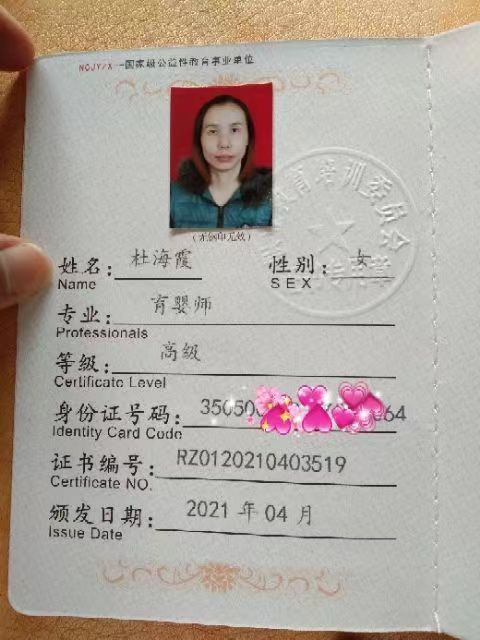 NCJY/X--国家级公益性教育事业单位
(无钢印无效)
姓名: 杜海霞 性别: 女
Name SEX
专业: 育婴师
Professionals
等级: 高级
Certificate Level
身份证号码: 35050 64
Identity Card Code
证书编号: RZ0120210403519
Certificate NO.
颁发日期: 2021 年 04 月
Issue Date